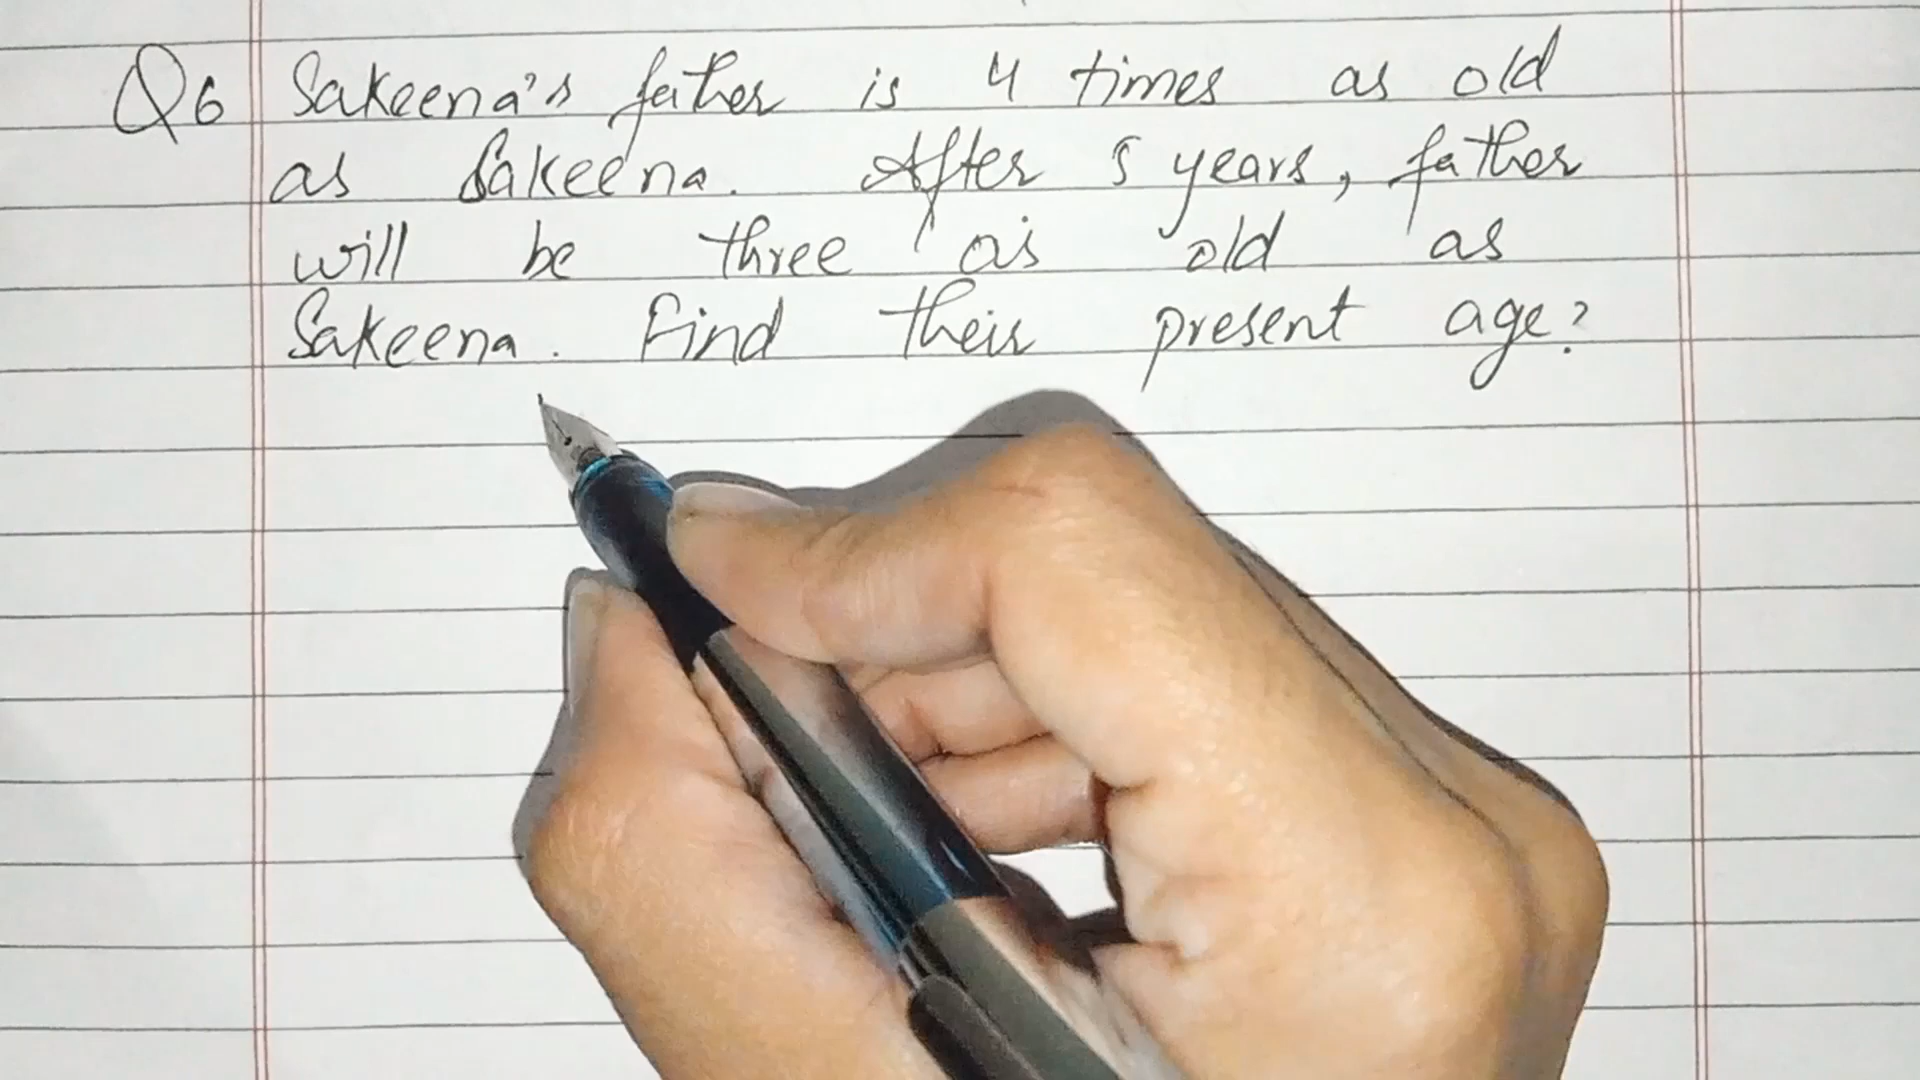 Q6 Sakeena's father is 4 times as old
as Sakeena. After 5 years, father
will be three as old as
Sakeena. Find their present age?